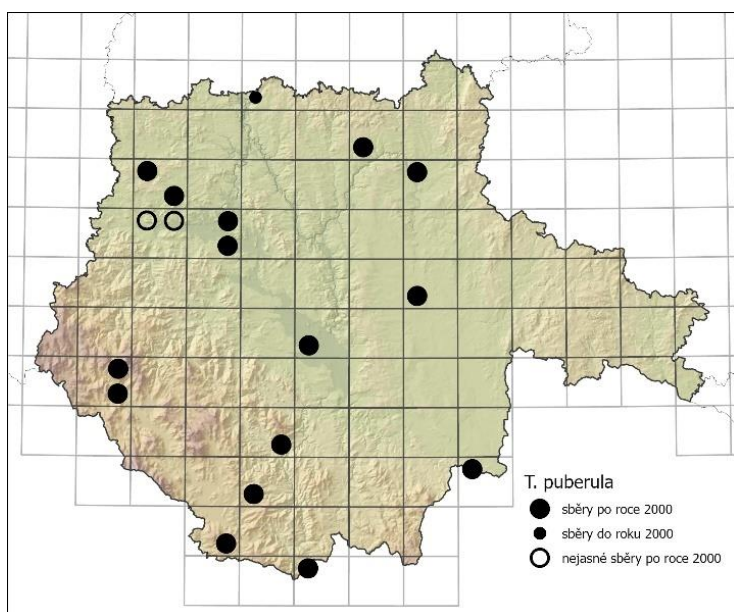 T. puberula
sběry po roce 2000
sběry do roku 2000
nejasné sběry po roce 2000